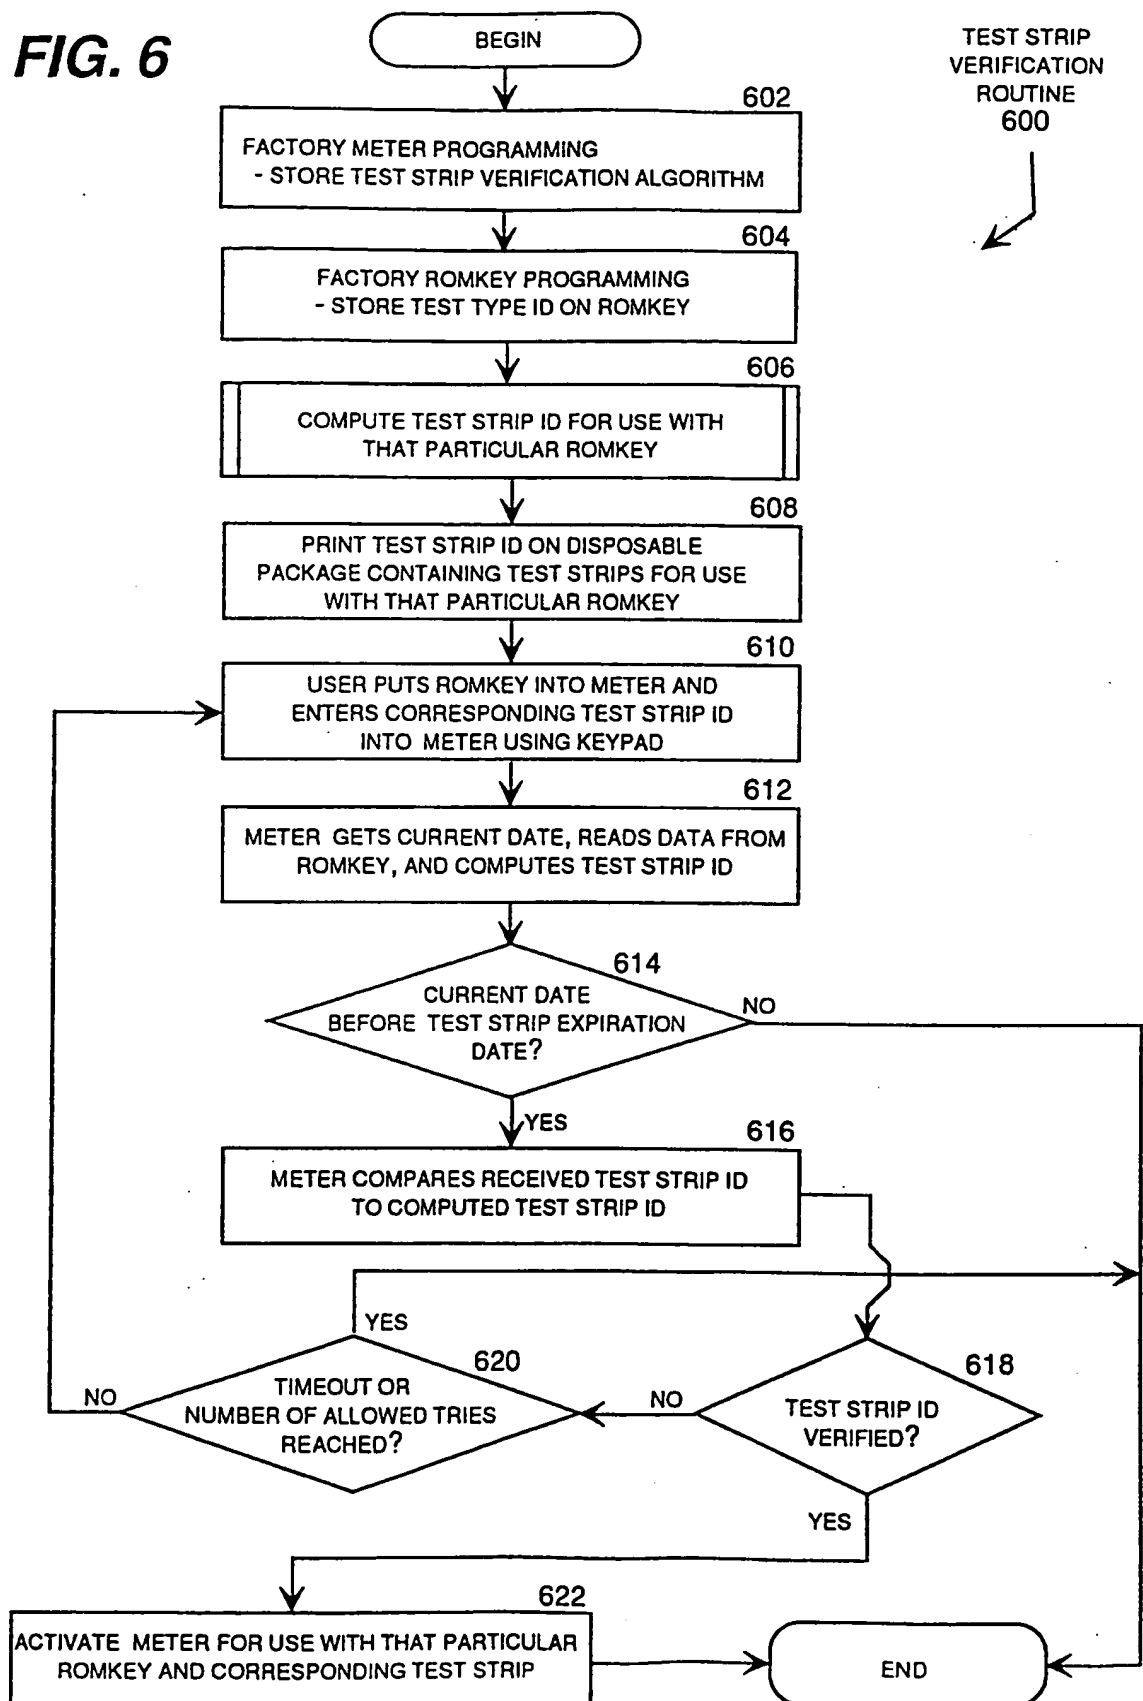 FIG. 6
BEGIN
TEST STRIP
VERIFICATION
ROUTINE
600
602
FACTORY METER PROGRAMMING
- STORE TEST STRIP VERIFICATION ALGORITHM
604
FACTORY ROMKEY PROGRAMMING
- STORE TEST TYPE ID ON ROMKEY
606
COMPUTE TEST STRIP ID FOR USE WITH
THAT PARTICULAR ROMKEY
608
PRINT TEST STRIP ID ON DISPOSABLE
PACKAGE CONTAINING TEST STRIPS FOR USE
WITH THAT PARTICULAR ROMKEY
610
USER PUTS ROMKEY INTO METER AND
ENTERS CORRESPONDING TEST STRIP ID
INTO METER USING KEYPAD
612
METER GETS CURRENT DATE, READS DATA FROM
ROMKEY, AND COMPUTES TEST STRIP ID
614
CURRENT DATE
BEFORE TEST STRIP EXPIRATION
DATE?
NO
YES
616
METER COMPARES RECEIVED TEST STRIP ID
TO COMPUTED TEST STRIP ID
YES
620
TIMEOUT OR
NUMBER OF ALLOWED TRIES
REACHED?
NO
NO
618
TEST STRIP ID
VERIFIED?
YES
622
ACTIVATE METER FOR USE WITH THAT PARTICULAR
ROMKEY AND CORRESPONDING TEST STRIP
END